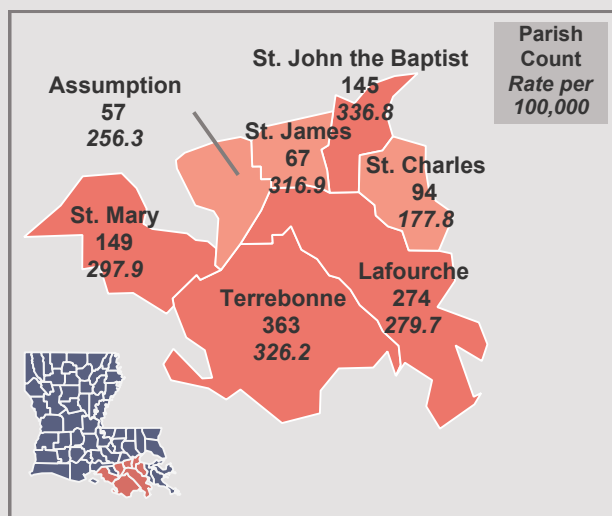 Parish
Count
Rate per
100,000
St. John the Baptist
145
336.8
Assumption
57
256.3
St. James
67
316.9
St. Charles
94
177.8
St. Mary
149
297.9
Lafourche
274
279.7
Terrebonne
363
326.2